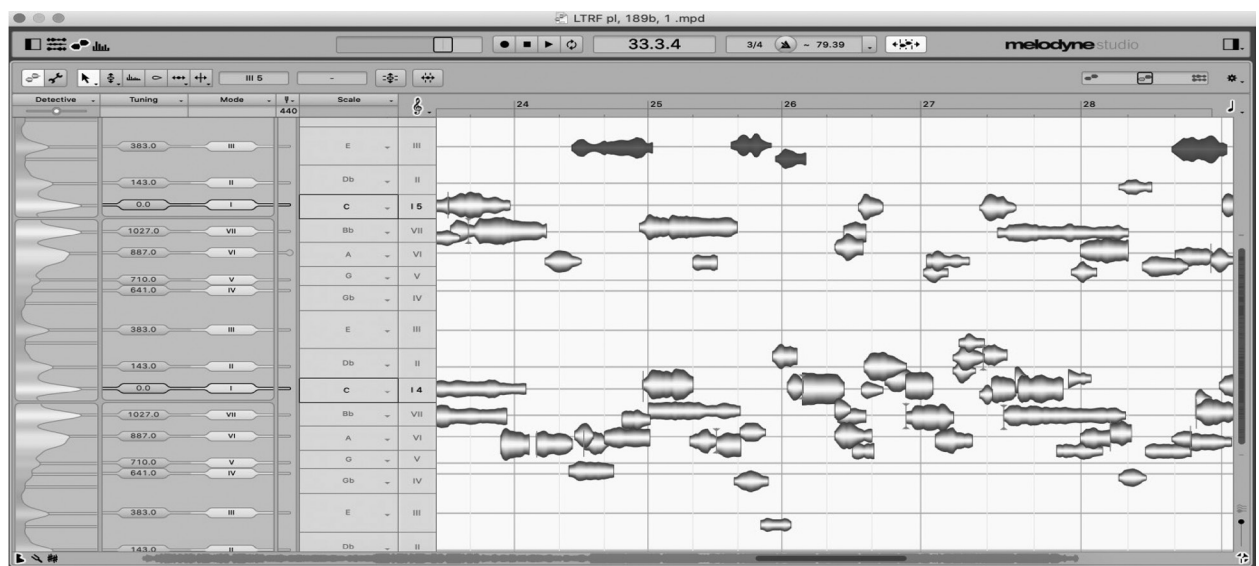 LTRF pl, 189b, 1 .mpd
33.3.4 3/4 ~ 79.39 melodyne studio
III 5 -
Detective Tuning Mode Scale
440
24 25 26 27 28
383.0 III E III
143.0 II Db II
0.0 I C I 5
1027.0 VII Bb VII
887.0 VI A VI
710.0 V G V
641.0 IV Gb IV
383.0 III E III
143.0 II Db II
0.0 I C I 4
1027.0 VII Bb VII
887.0 VI A VI
710.0 V G V
641.0 IV Gb IV
383.0 III E III
143.0 II Db II